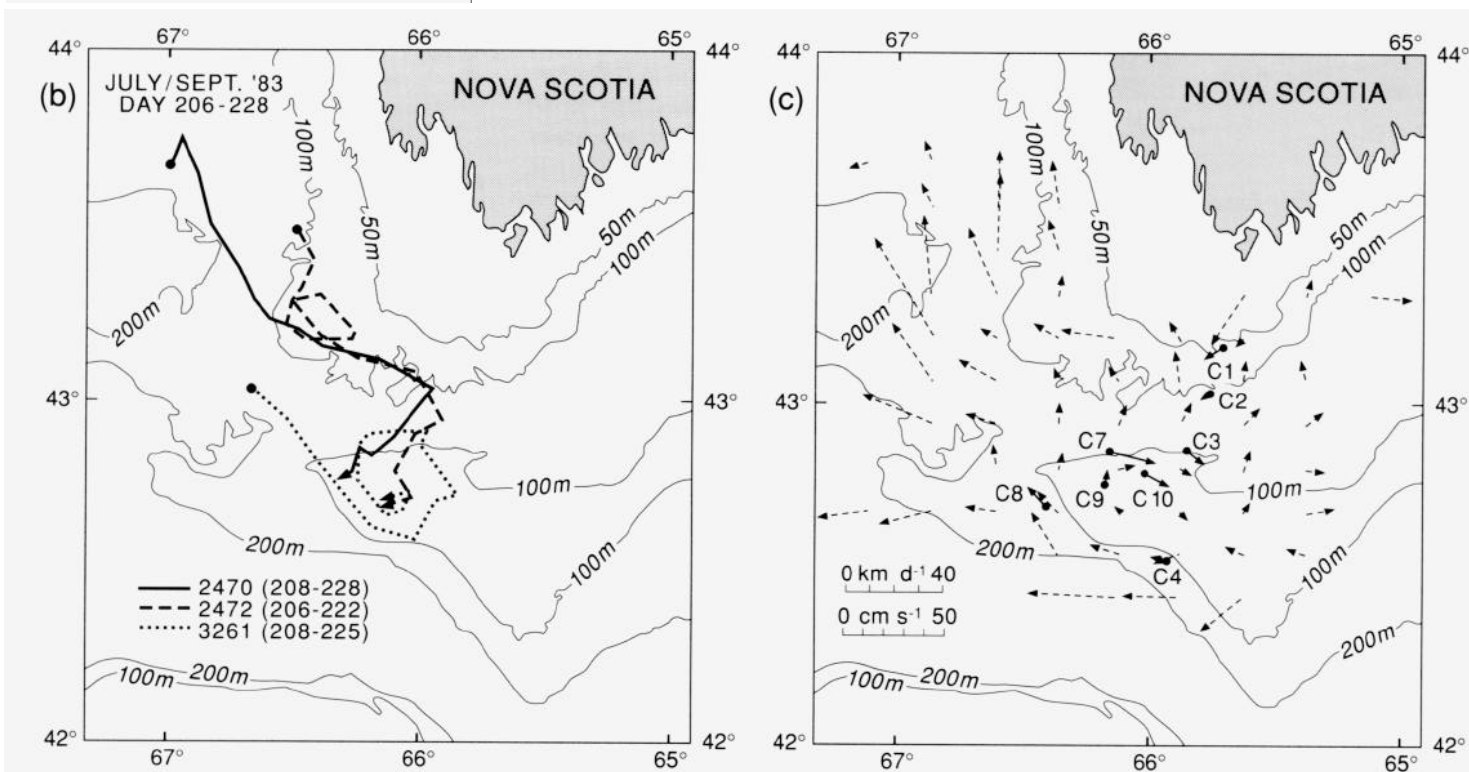 67° 66° 65°
44° 44°
(b) JULY/SEPT. '83
DAY 206-228
NOVA SCOTIA
100m
50m
50m
100m
200m
43° 43°
100m
200m
100m
2470 (208-228)
2472 (206-222)
3261 (208-225)
200m
100m
42° 42°
67° 66° 65°
67° 66° 65°
44° 44°
(c)
NOVA SCOTIA
100m
50m
50m
100m
200m
C1
C2
43° 43°
C7 C3
C8 C9 C10
100m
200m
C4
0 km d⁻¹ 40
0 cm s⁻¹ 50
100m
200m
200m
100m
42° 42°
67° 66° 65°